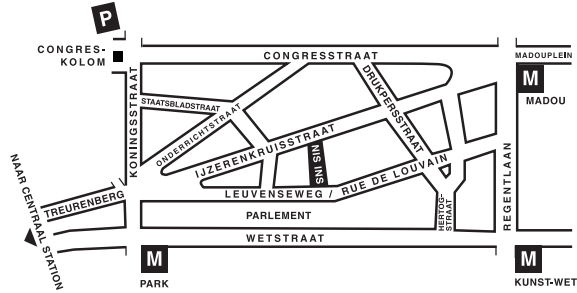 P
CONGRES-
KOLOM
CONGRESSTRAAT
MADOUPLEIN
M
MADOU
KONINGSSTRAAT
STAATSBLADSTRAAT
ONDERRICHTSTRAAT
DRUKPERSSTRAAT
IJZERENKRUISSTRAAT
NIS INS
LEUVENSEWEG / RUE DE LOUVAIN
REGENTLAAN
HERTOG-
STRAAT
TREURENBERG
NAAR CENTRAAL STATION
PARLEMENT
WETSTRAAT
M
PARK
M
KUNST-WET